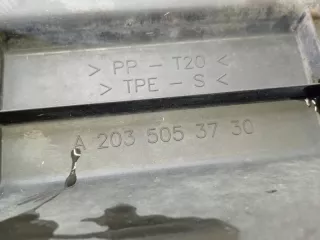 > PP - T20 <
> TPE - S <
A 203 505 37 30